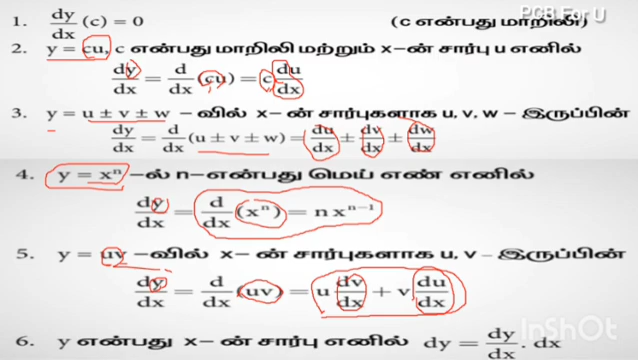 PCB For U
1. dy/dx (c) = 0 (c என்பது மாறிலி)
2. y = cu, c என்பது மாறிலி மற்றும் x–ன் சார்பு u எனில்
dy/dx = d/dx (cu) = c du/dx
3. y = u ± v ± w –வில் x–ன் சார்புகளாக u, v, w – இருப்பின்
dy/dx = d/dx (u ± v ± w) = du/dx ± dv/dx ± dw/dx
4. y = xⁿ –ல் n–என்பது மெய் எண் எனில்
dy/dx = d/dx (xⁿ) = n xⁿ⁻¹
5. y = uv –வில் x– ன் சார்புகளாக u, v – இருப்பின்
dy/dx = d/dx (uv) = u dv/dx + v du/dx
6. y என்பது x– ன் சார்பு எனில் dy = dy/dx . dx
InShOt